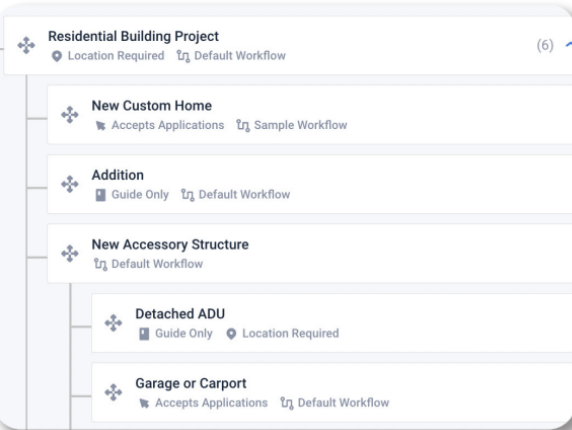 Residential Building Project
(6)
Location Required Default Workflow
New Custom Home
Accepts Applications Sample Workflow
Addition
Guide Only Default Workflow
New Accessory Structure
Default Workflow
Detached ADU
Guide Only Location Required
Garage or Carport
Accepts Applications Default Workflow